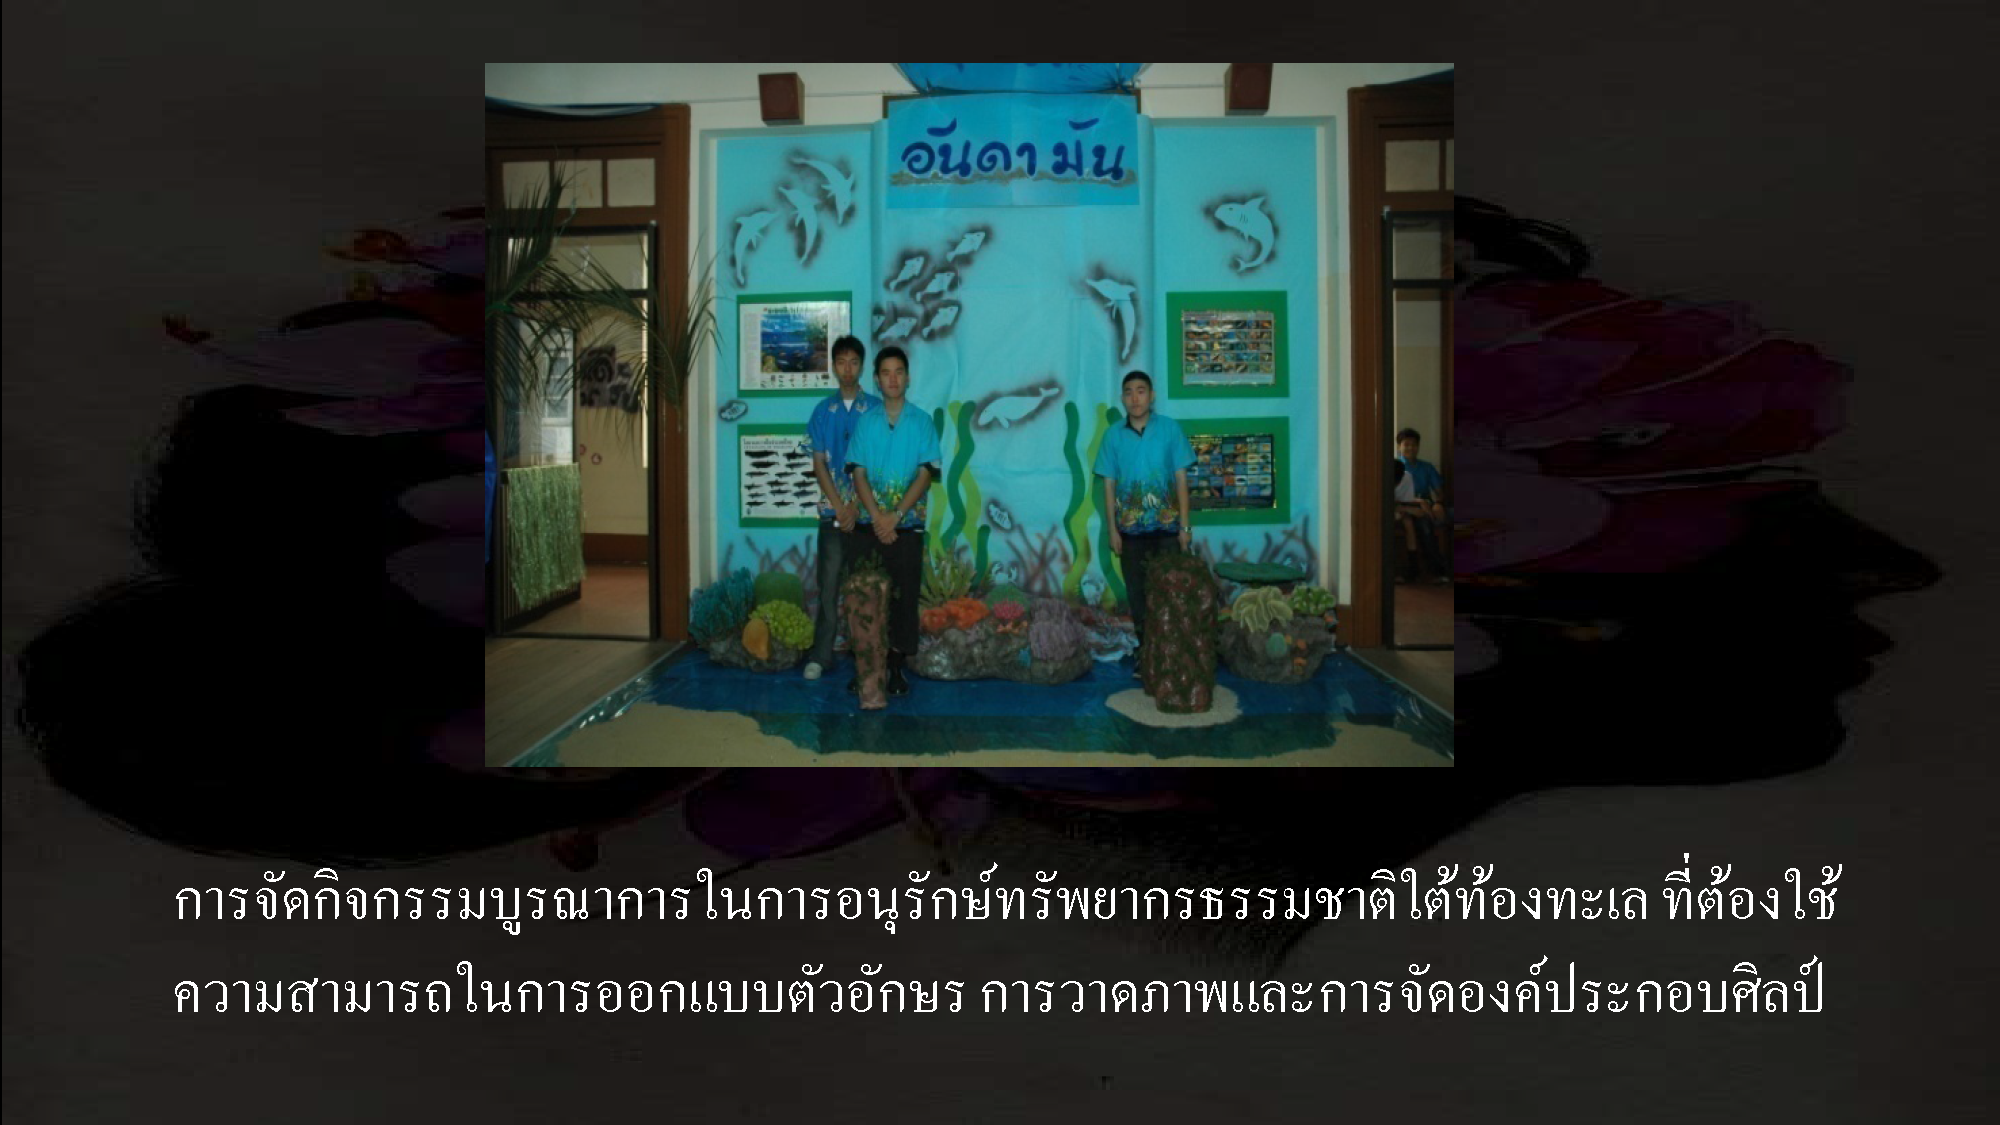 อันดามัน
การจัดกิจกรรมบูรณาการในการอนุรักษ์ทรัพยากรธรรมชาติใต้ท้องทะเล ที่ต้องใช้
ความสามารถในการออกแบบตัวอักษร การวาดภาพและการจัดองค์ประกอบศิลป์